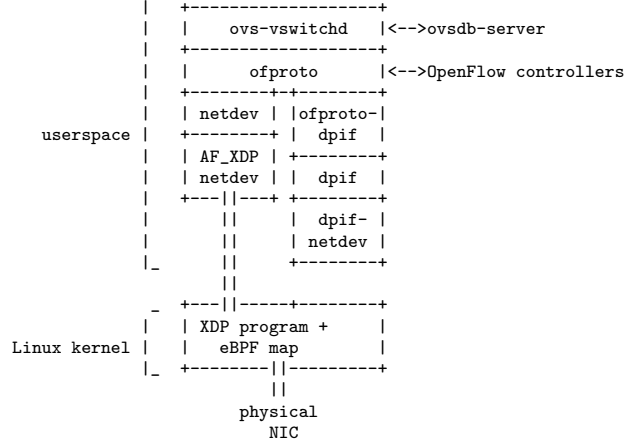 ovs-vswitchd <-->ovsdb-server
ofproto <-->OpenFlow controllers
netdev ofproto-
userspace dpif
AF_XDP
netdev dpif
dpif-
netdev
XDP program +
Linux kernel eBPF map
physical
NIC